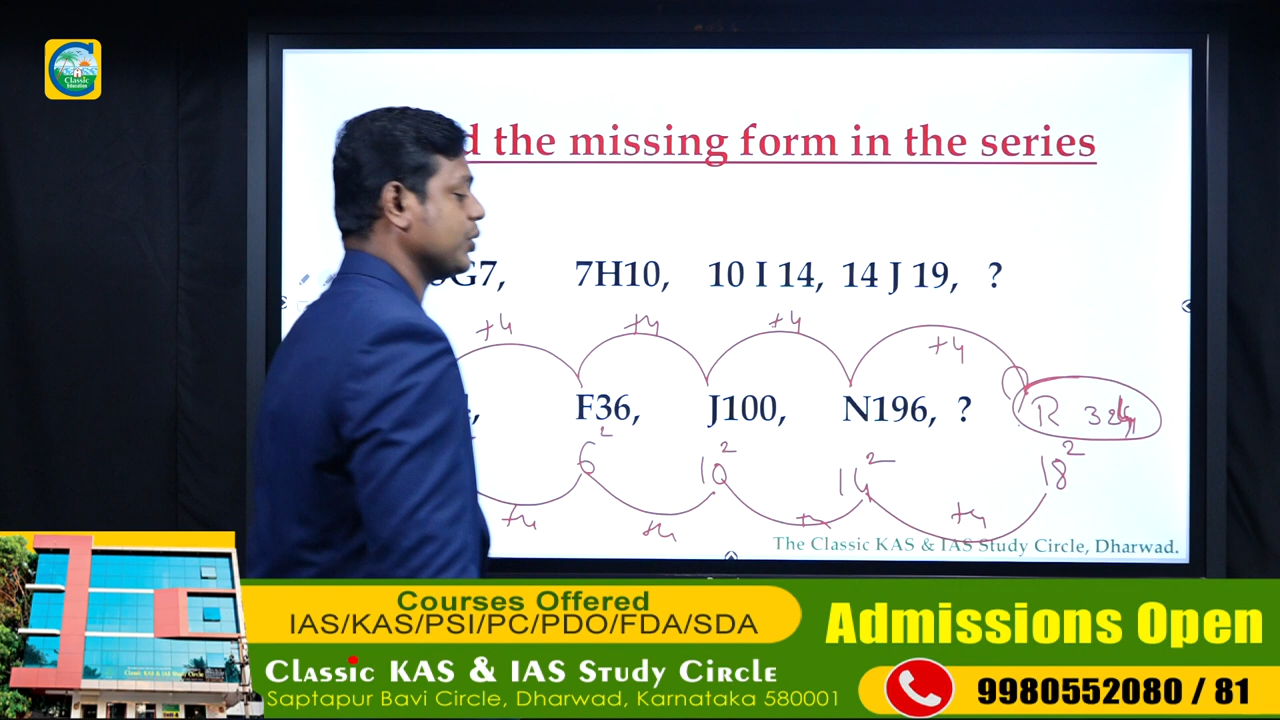 Classic
Education
d the missing form in the series
G7, 7H10, 10 I 14, 14 J 19, ?
+4 +4 +4 +4
F36, J100, N196, ? R 324
6² 10² 14² 18²
+4 +4 +4 +4
The Classic KAS & IAS Study Circle, Dharwad.
Courses Offered
IAS/KAS/PSI/PC/PDO/FDA/SDA
Admissions Open
Classic KAS & IAS Study Circle
Saptapur Bavi Circle, Dharwad, Karnataka 580001
9980552080 / 81